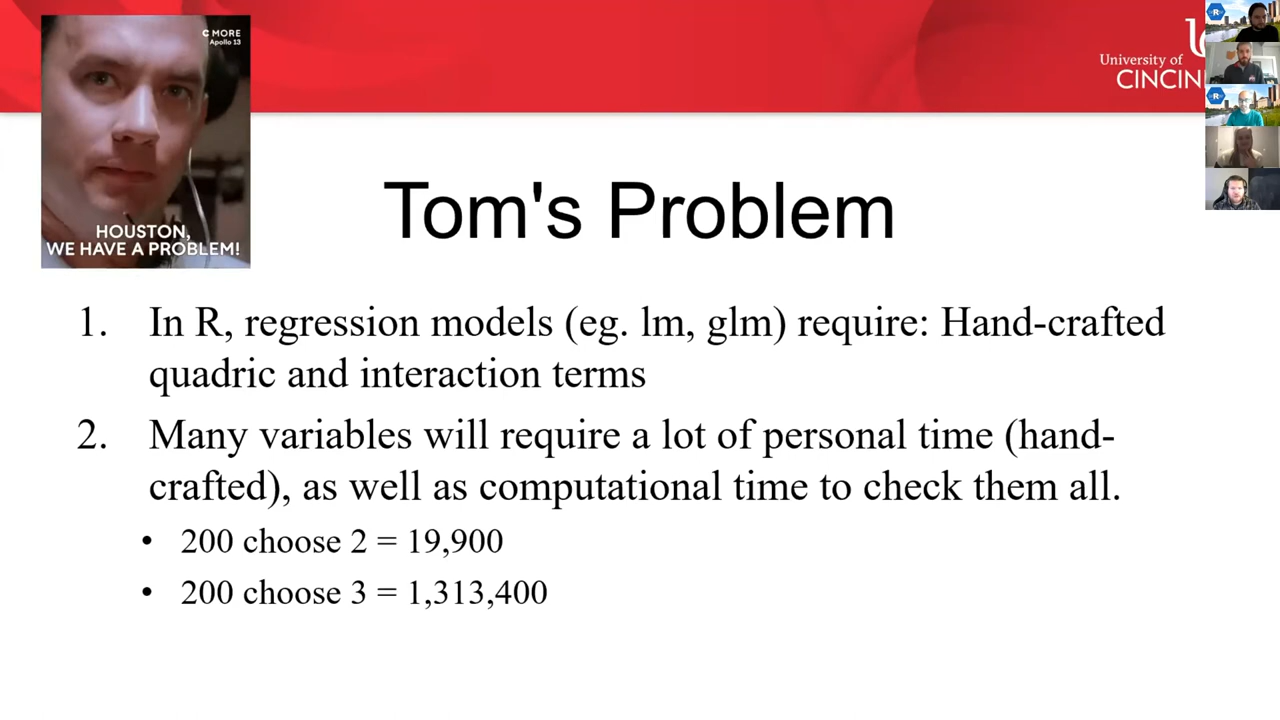 C MORE
Apollo 13
HOUSTON,
WE HAVE A PROBLEM!
University of
CINCIN
Tom's Problem
1. In R, regression models (eg. lm, glm) require: Hand-crafted
quadric and interaction terms
2. Many variables will require a lot of personal time (hand-
crafted), as well as computational time to check them all.
• 200 choose 2 = 19,900
• 200 choose 3 = 1,313,400
R
R